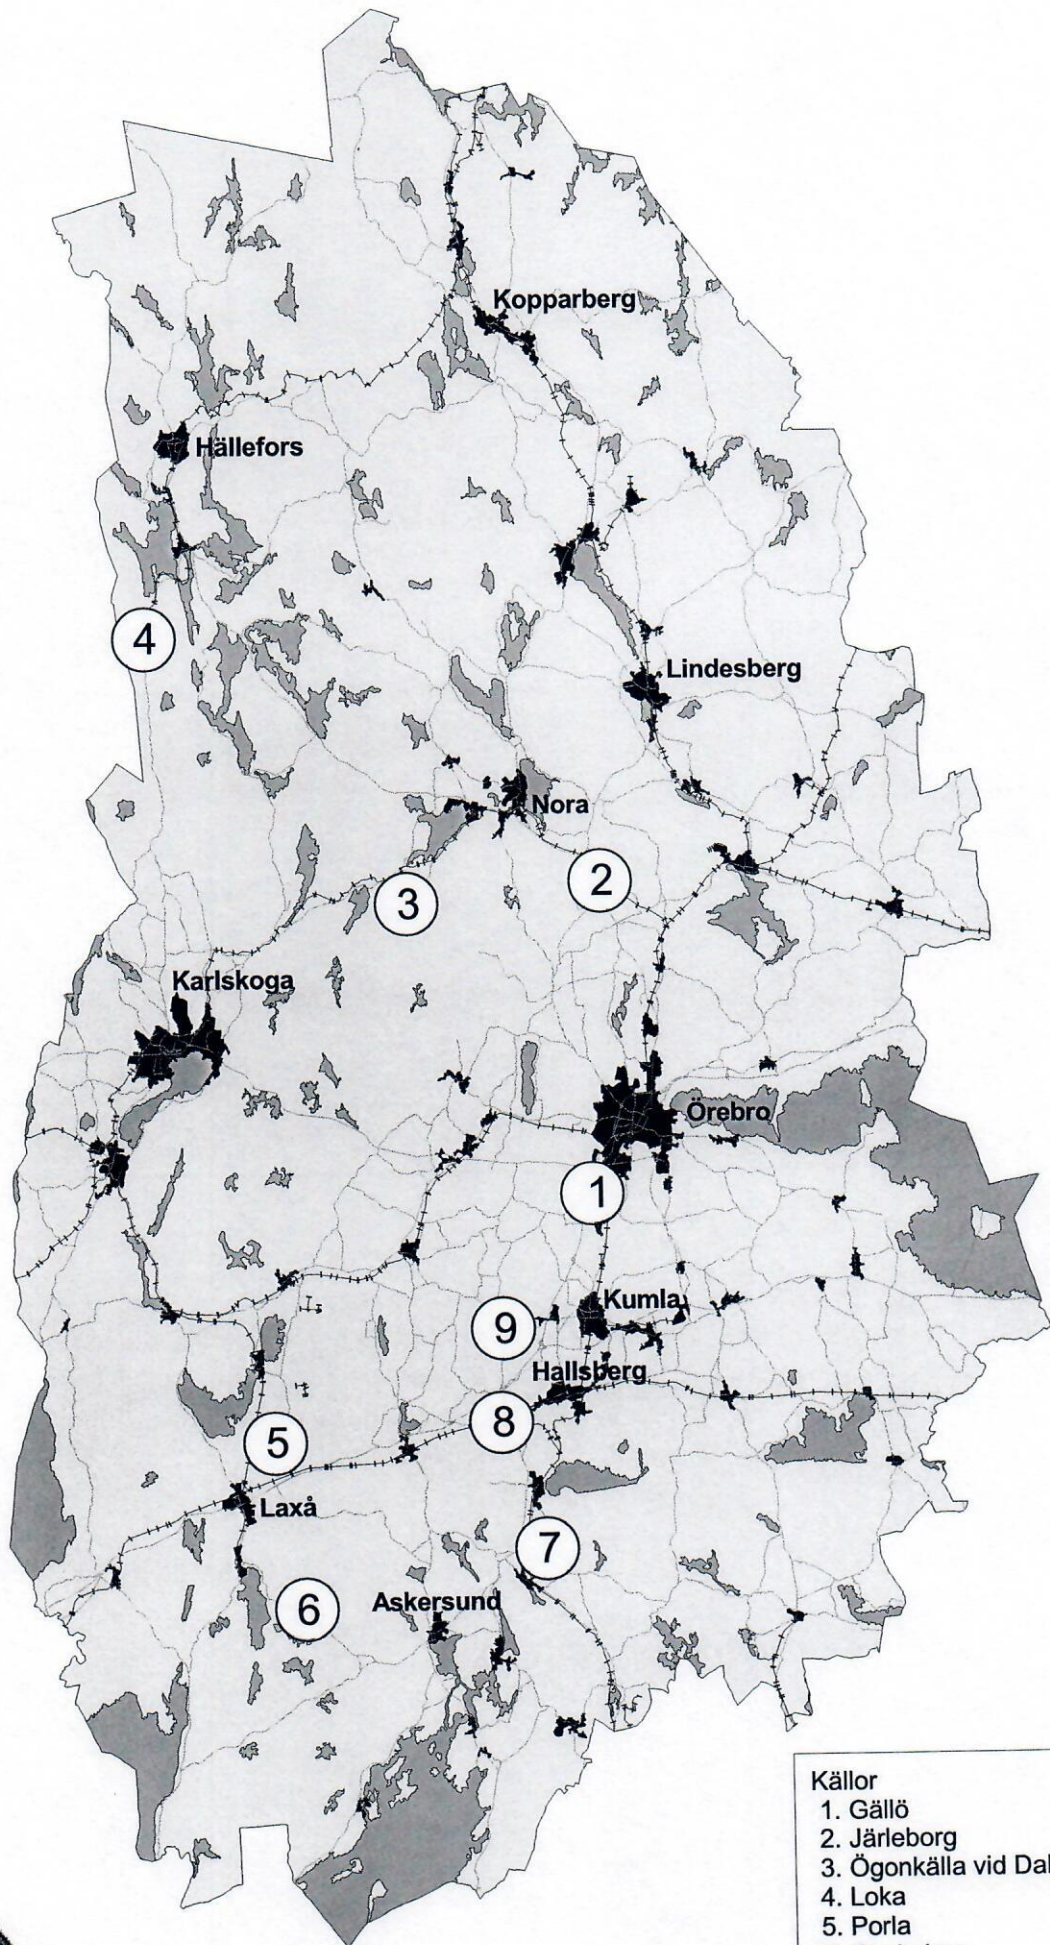 Kopparberg
Hällefors
4
Lindesberg
Nora
2
3
Karlskoga
Örebro
1
Kumla
9
Hallsberg
8
5
Laxå
7
Askersund
6
Källor
1. Gällö
2. Järleborg
3. Ögonkälla vid Dal
4. Loka
5. Porla